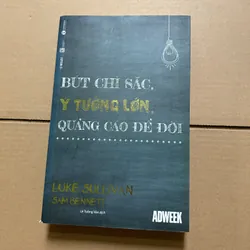 BÚT CHÌ SẮC,
Ý TƯỞNG LỚN,
QUẢNG CÁO ĐỂ ĐỜI
LUKE SULLIVAN
SAM BENNETT
ADWEEK